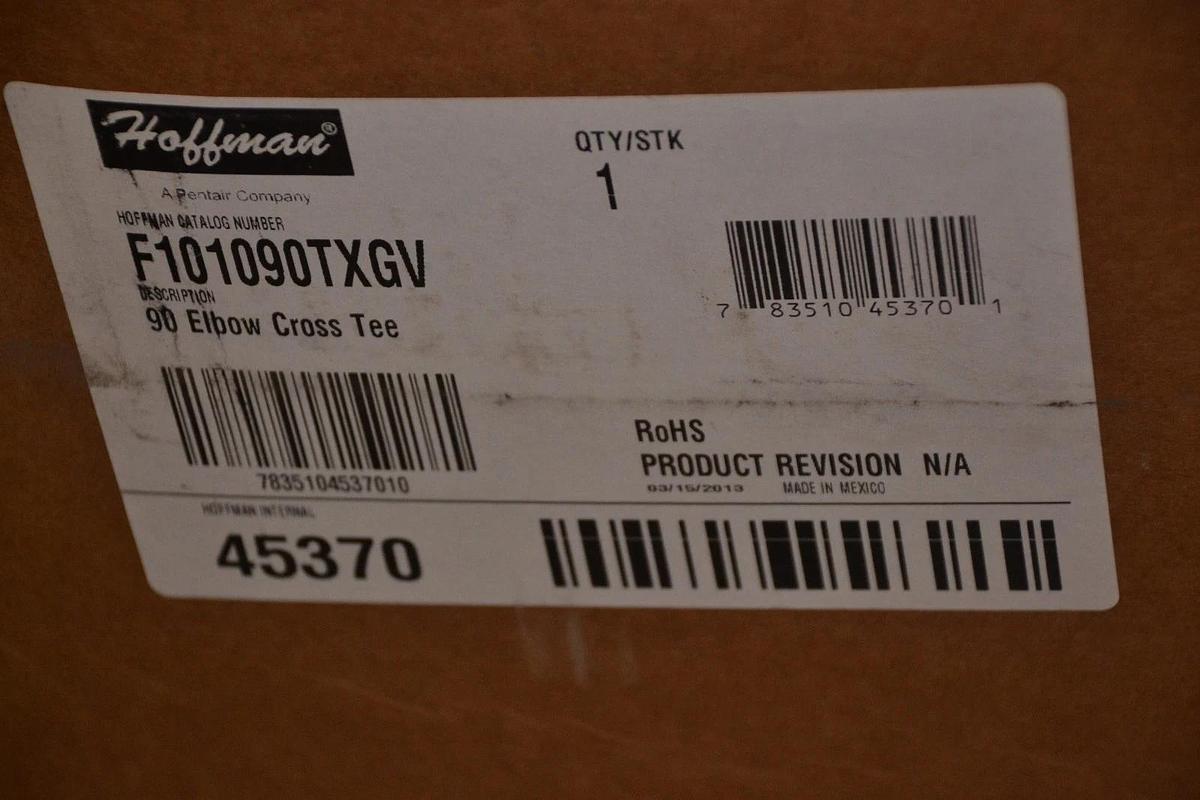 Hoffman®
A Pentair Company
HOFFMAN CATALOG NUMBER
F101090TXGV
DESCRIPTION
90 Elbow Cross Tee
7835104537010
QTY/STK
1
7 83510 45370 1
RoHS
PRODUCT REVISION N/A
03/15/2013 MADE IN MEXICO
HOFFMAN INTERNAL
45370